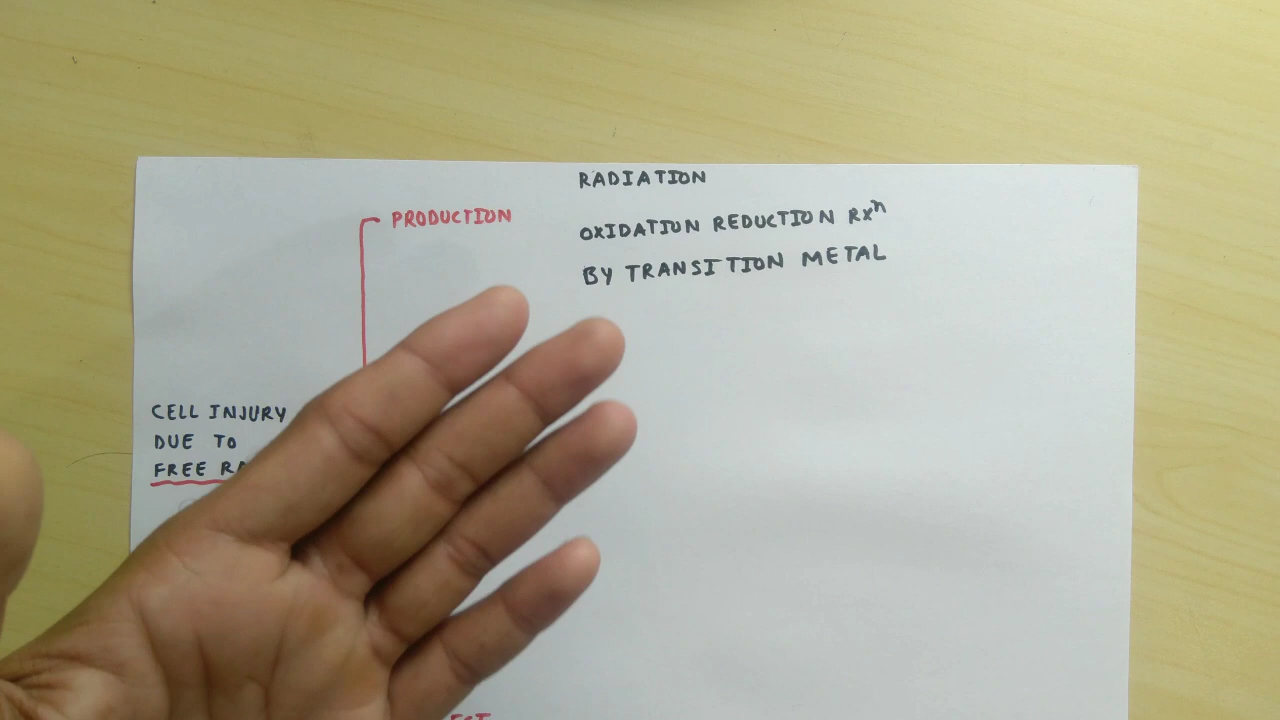 RADIATION
PRODUCTION
OXIDATION REDUCTION RXⁿ
BY TRANSITION METAL
CELL INJURY
DUE TO
FREE